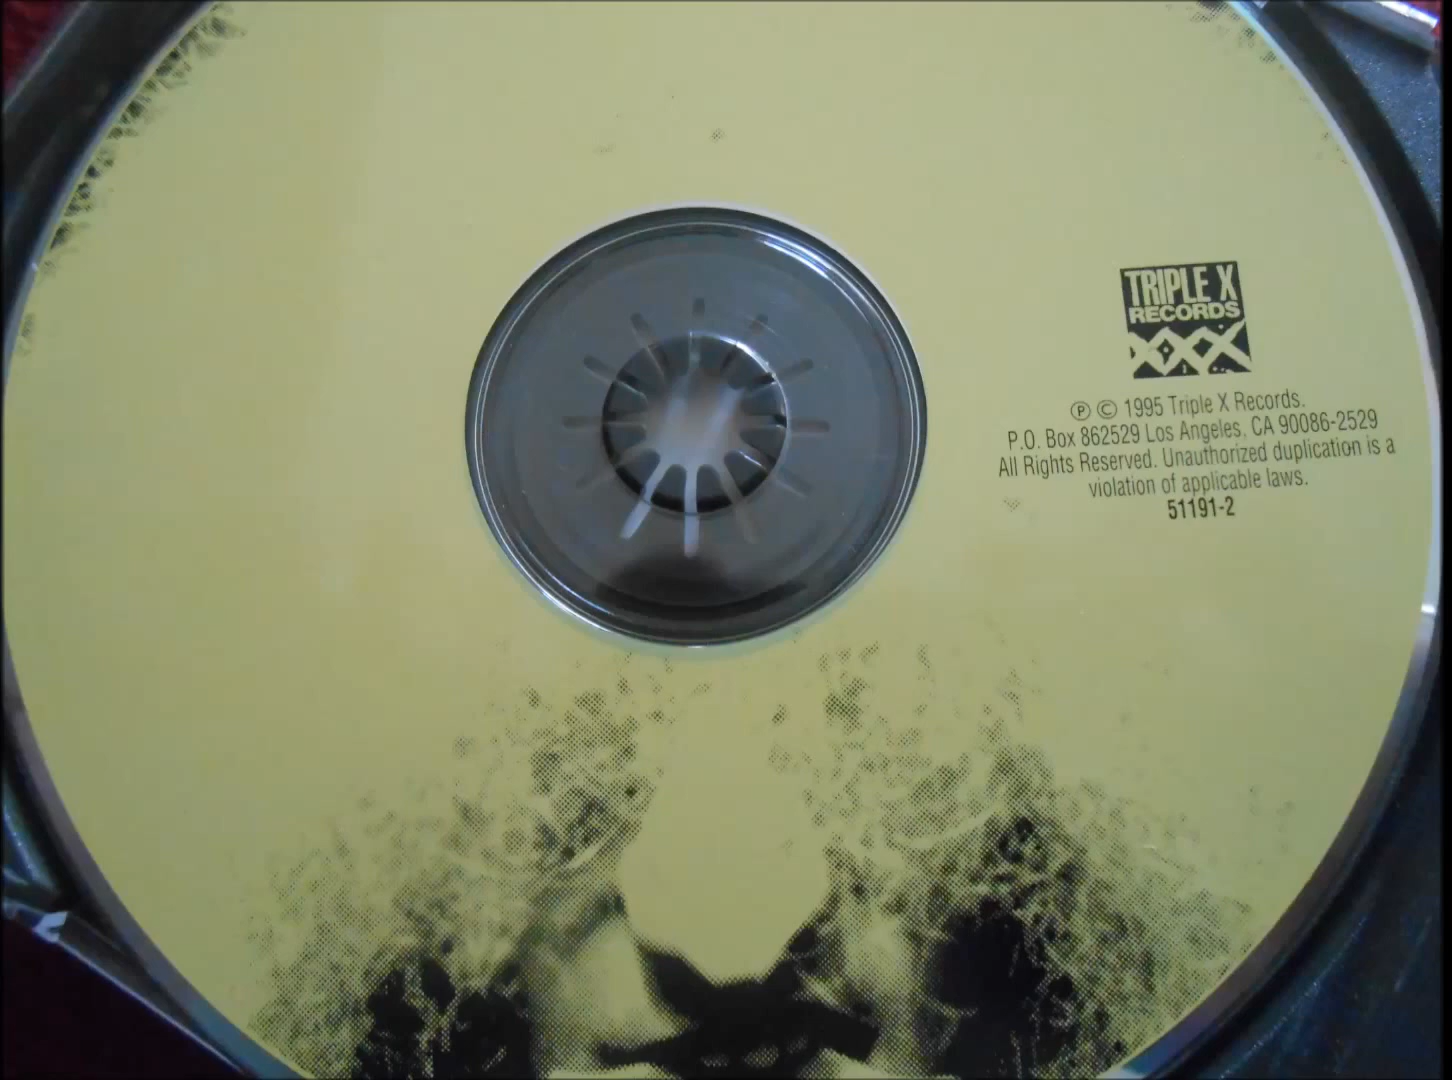 TRIPLE X
RECORDS
XXX
Ⓟ © 1995 Triple X Records.
P.O. Box 862529 Los Angeles, CA 90086-2529
All Rights Reserved. Unauthorized duplication is a
violation of applicable laws.
51191-2